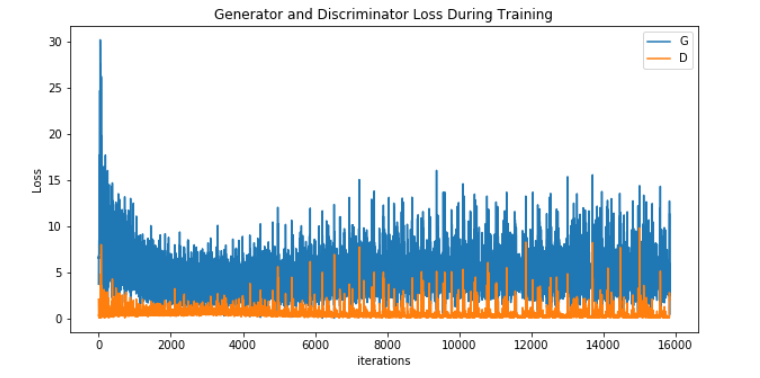 Generator and Discriminator Loss During Training
G
D
30
25
20
15
10
5
0
Loss
0 2000 4000 6000 8000 10000 12000 14000 16000
iterations